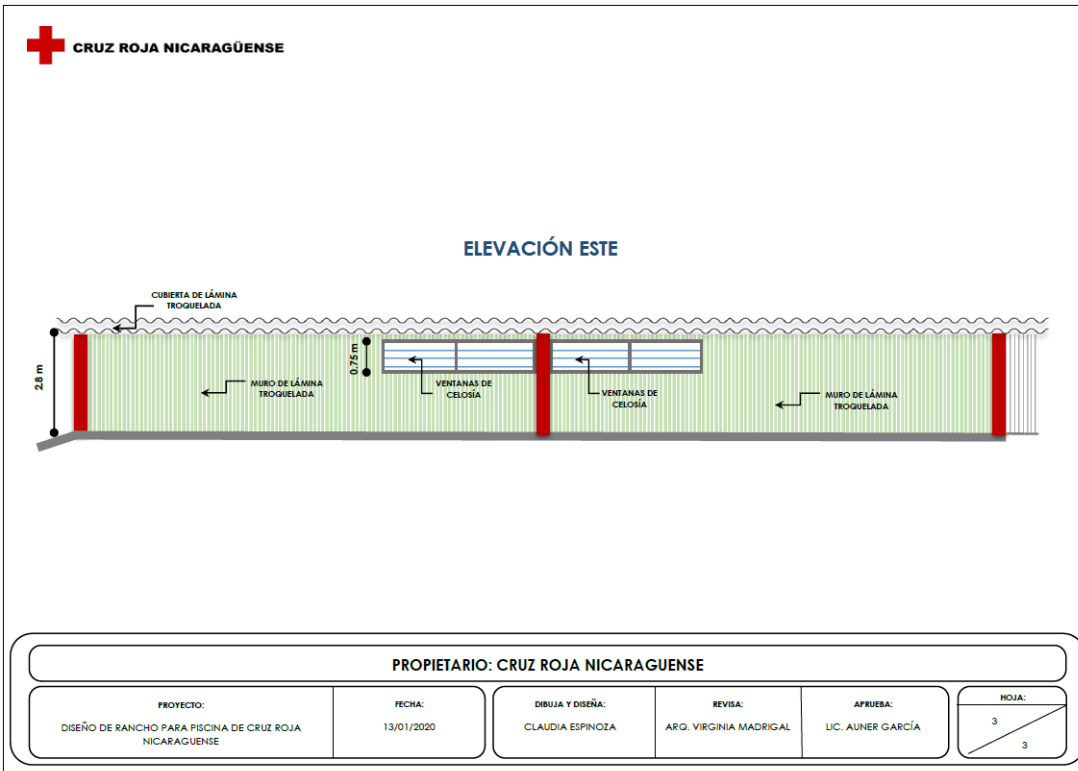 CRUZ ROJA NICARAGÜENSE
ELEVACIÓN ESTE
CUBIERTA DE LÁMINA
TROQUELADA
2.8 m
0.75 m
MURO DE LÁMINA
TROQUELADA
VENTANAS DE
CELOSÍA
VENTANAS DE
CELOSÍA
MURO DE LÁMINA
TROQUELADA
PROPIETARIO: CRUZ ROJA NICARAGUENSE
PROYECTO:
DISEÑO DE RANCHO PARA PISCINA DE CRUZ ROJA
NICARAGUENSE
FECHA:
13/01/2020
DIBUJA Y DISEÑA:
CLAUDIA ESPINOZA
REVISA:
ARQ. VIRGINIA MADRIGAL
APRUEBA:
LIC. AUNER GARCÍA
HOJA:
3
3